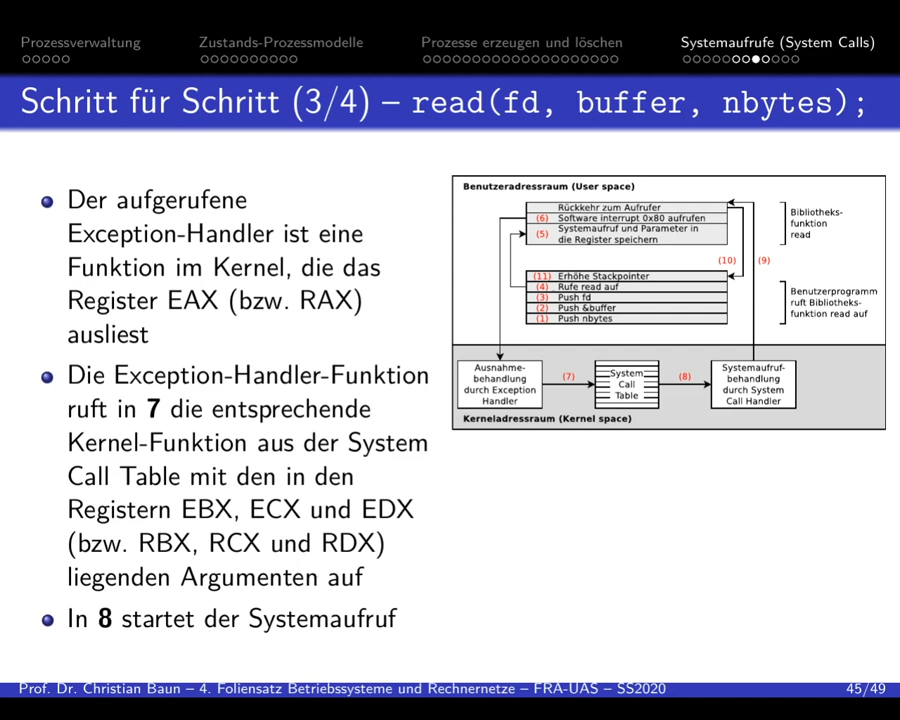 Prozessverwaltung Zustands-Prozessmodelle Prozesse erzeugen und löschen Systemaufrufe (System Calls)
Schritt für Schritt (3/4) – read(fd, buffer, nbytes);
Der aufgerufene
Exception-Handler ist eine
Funktion im Kernel, die das
Register EAX (bzw. RAX)
ausliest
Die Exception-Handler-Funktion
ruft in 7 die entsprechende
Kernel-Funktion aus der System
Call Table mit den in den
Registern EBX, ECX und EDX
(bzw. RBX, RCX und RDX)
liegenden Argumenten auf
In 8 startet der Systemaufruf
Benutzeradressraum (User space)
Rückkehr zum Aufrufer
(6) Software interrupt 0x80 aufrufen
(5) Systemaufruf und Parameter in
die Register speichern
Bibliotheks-
funktion
read
(10) (9)
(11) Erhöhe Stackpointer
(4) Rufe read auf
(3) Push fd
(2) Push &buffer
(1) Push nbytes
Benutzerprogramm
ruft Bibliotheks-
funktion read auf
Ausnahme-
behandlung
durch Exception
Handler
(7)
System
Call
Table
(8)
Systemaufruf-
behandlung
durch System
Call Handler
Kerneladressraum (Kernel space)
Prof. Dr. Christian Baun – 4. Foliensatz Betriebssysteme und Rechnernetze – FRA-UAS – SS2020 45/49